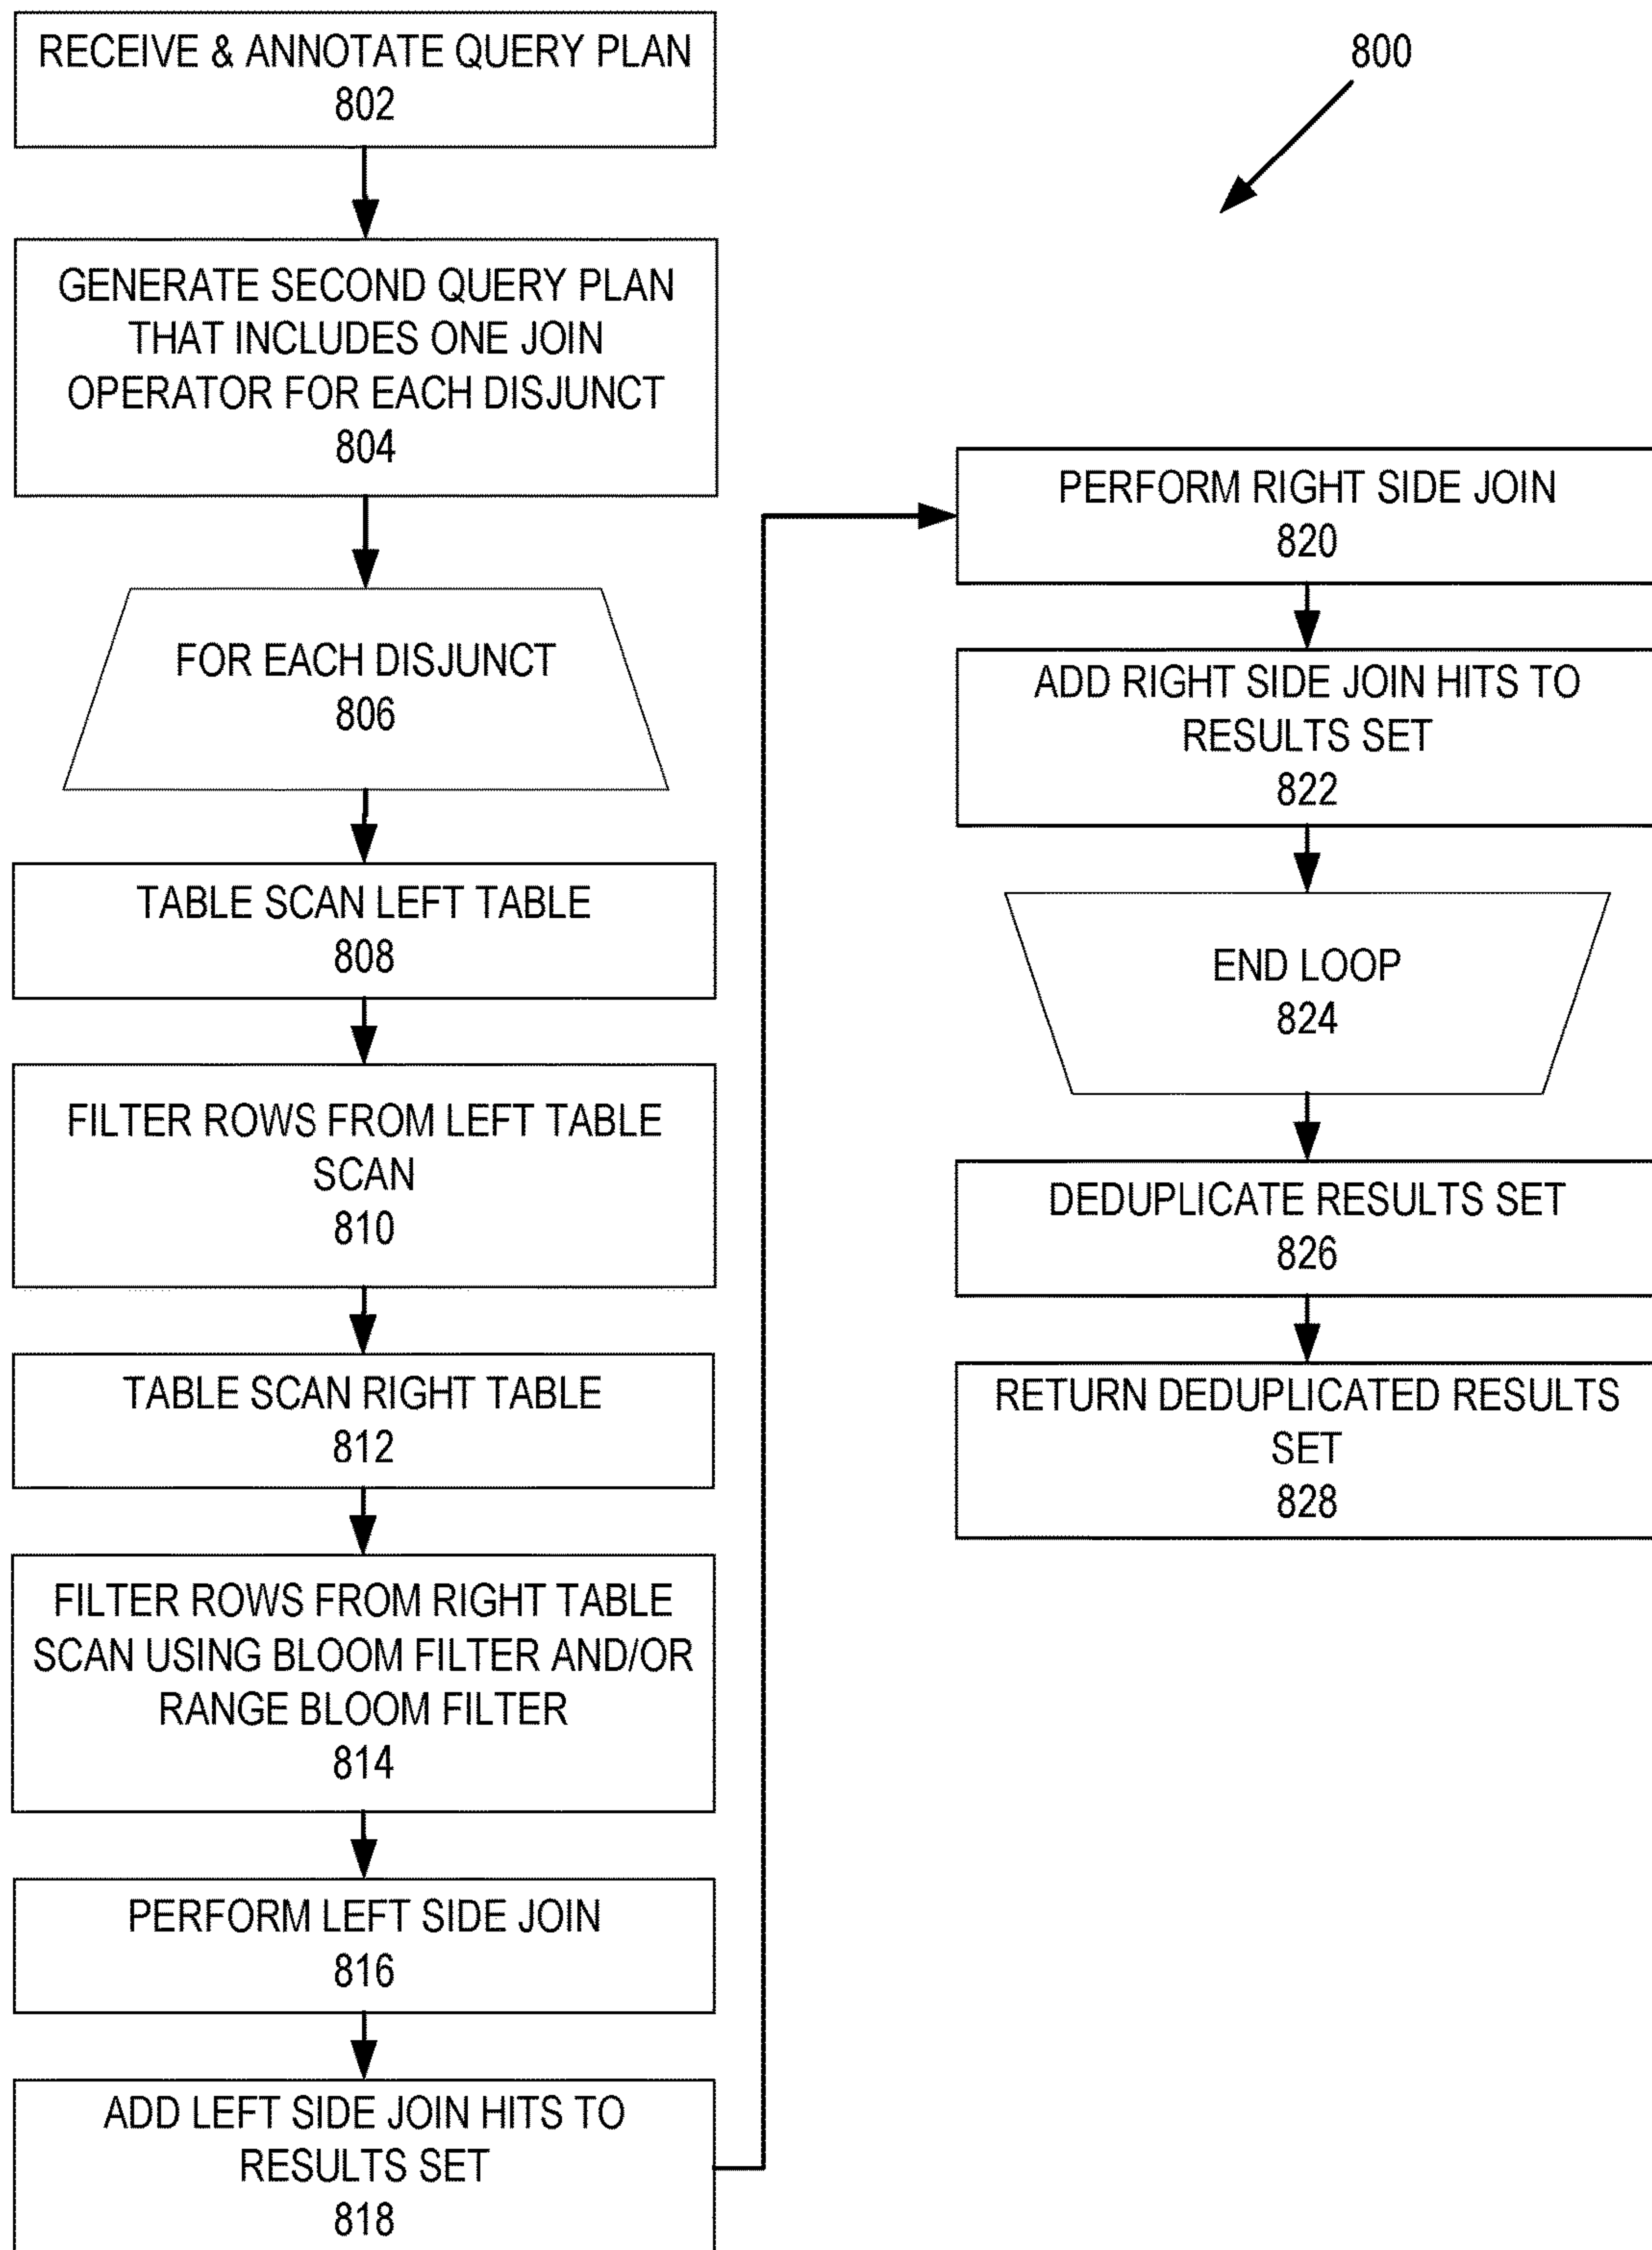 RECEIVE & ANNOTATE QUERY PLAN
802
GENERATE SECOND QUERY PLAN
THAT INCLUDES ONE JOIN
OPERATOR FOR EACH DISJUNCT
804
FOR EACH DISJUNCT
806
TABLE SCAN LEFT TABLE
808
FILTER ROWS FROM LEFT TABLE
SCAN
810
TABLE SCAN RIGHT TABLE
812
FILTER ROWS FROM RIGHT TABLE
SCAN USING BLOOM FILTER AND/OR
RANGE BLOOM FILTER
814
PERFORM LEFT SIDE JOIN
816
ADD LEFT SIDE JOIN HITS TO
RESULTS SET
818
800
PERFORM RIGHT SIDE JOIN
820
ADD RIGHT SIDE JOIN HITS TO
RESULTS SET
822
END LOOP
824
DEDUPLICATE RESULTS SET
826
RETURN DEDUPLICATED RESULTS
SET
828